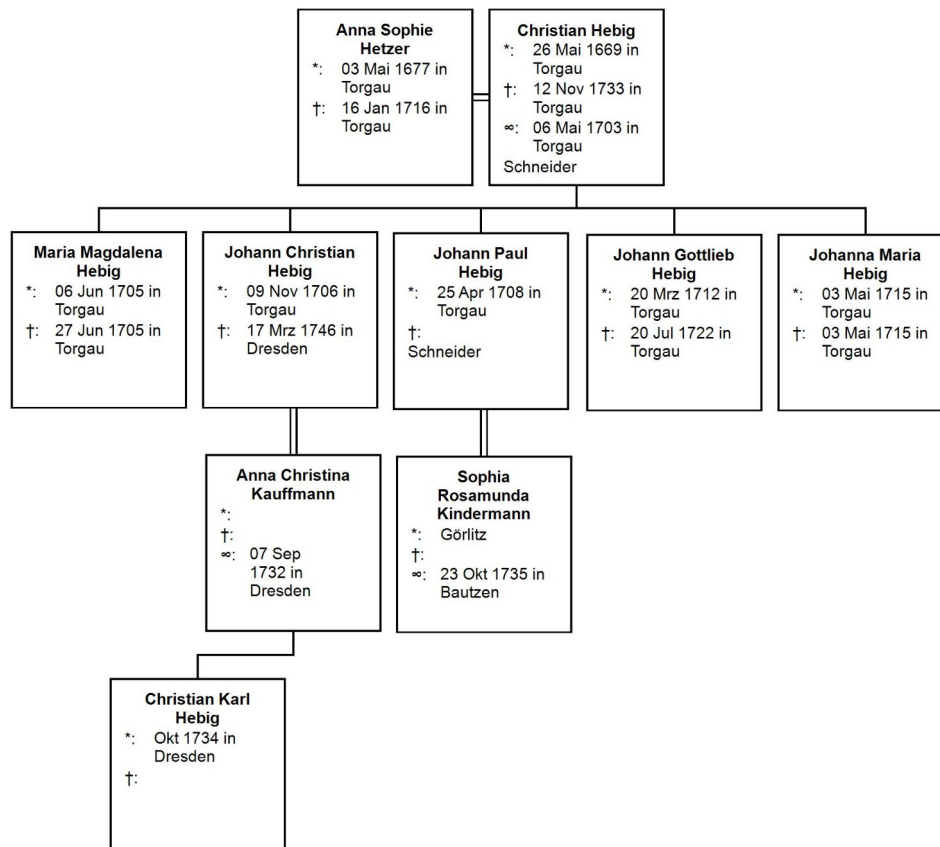 Anna Sophie
Hetzer
*: 03 Mai 1677 in
Torgau
†: 16 Jan 1716 in
Torgau
Christian Hebig
*: 26 Mai 1669 in
Torgau
†: 12 Nov 1733 in
Torgau
⚭: 06 Mai 1703 in
Torgau
Schneider
Maria Magdalena
Hebig
*: 06 Jun 1705 in
Torgau
†: 27 Jun 1705 in
Torgau
Johann Christian
Hebig
*: 09 Nov 1706 in
Torgau
†: 17 Mrz 1746 in
Dresden
Johann Paul
Hebig
*: 25 Apr 1708 in
Torgau
†:
Schneider
Johann Gottlieb
Hebig
*: 20 Mrz 1712 in
Torgau
†: 20 Jul 1722 in
Torgau
Johanna Maria
Hebig
*: 03 Mai 1715 in
Torgau
†: 03 Mai 1715 in
Torgau
Anna Christina
Kauffmann
*:
†:
⚭: 07 Sep
1732 in
Dresden
Sophia
Rosamunda
Kindermann
*: Görlitz
†:
⚭: 23 Okt 1735 in
Bautzen
Christian Karl
Hebig
*: Okt 1734 in
Dresden
†: